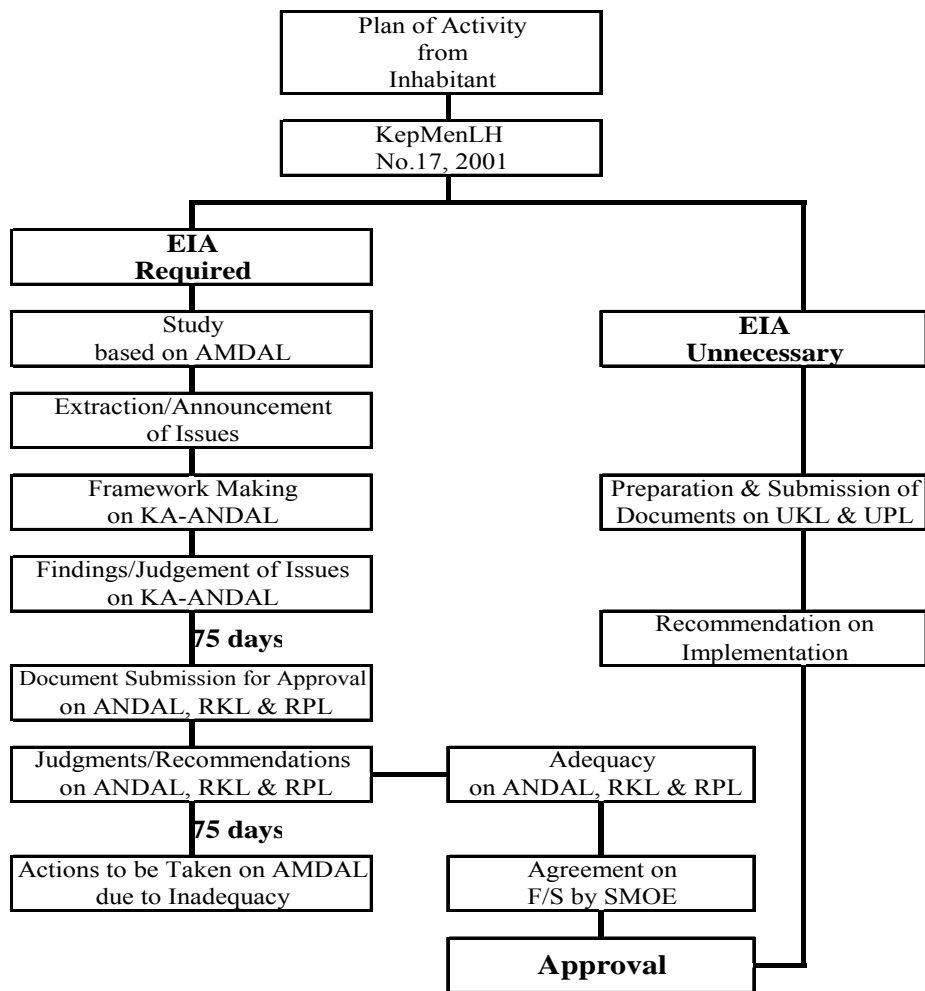 Plan of Activity
from
Inhabitant
KepMenLH
No.17, 2001
EIA
Required
Study
based on AMDAL
Extraction/Announcement
of Issues
Framework Making
on KA-ANDAL
Findings/Judgement of Issues
on KA-ANDAL
75 days
Document Submission for Approval
on ANDAL, RKL & RPL
Judgments/Recommendations
on ANDAL, RKL & RPL
75 days
Actions to be Taken on AMDAL
due to Inadequacy
Adequacy
on ANDAL, RKL & RPL
Agreement on
F/S by SMOE
EIA
Unnecessary
Preparation & Submission of
Documents on UKL & UPL
Recommendation on
Implementation
Approval